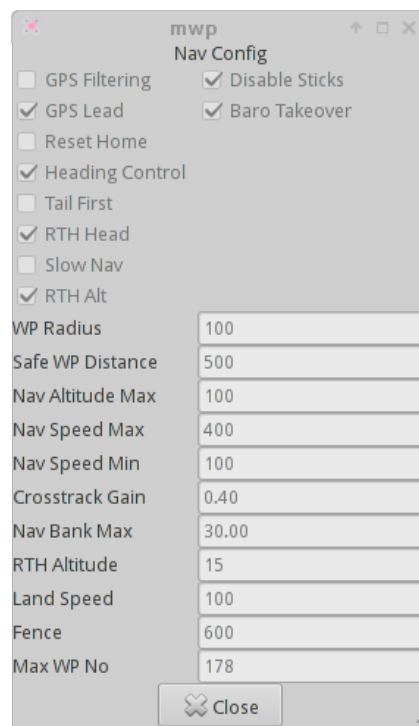 mwp
Nav Config
GPS Filtering Disable Sticks
GPS Lead Baro Takeover
Reset Home
Heading Control
Tail First
RTH Head
Slow Nav
RTH Alt
WP Radius 100
Safe WP Distance 500
Nav Altitude Max 100
Nav Speed Max 400
Nav Speed Min 100
Crosstrack Gain 0.40
Nav Bank Max 30.00
RTH Altitude 15
Land Speed 100
Fence 600
Max WP No 178
Close